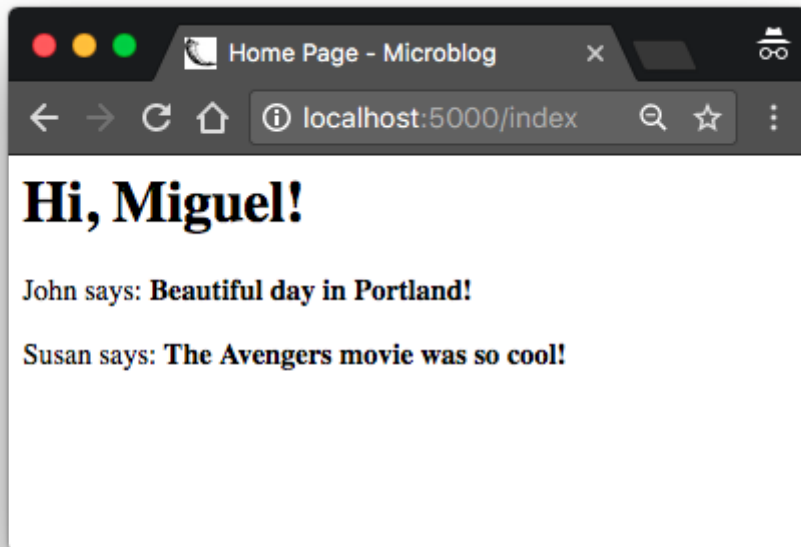 Home Page - Microblog
localhost:5000/index
Hi, Miguel!
John says: Beautiful day in Portland!
Susan says: The Avengers movie was so cool!